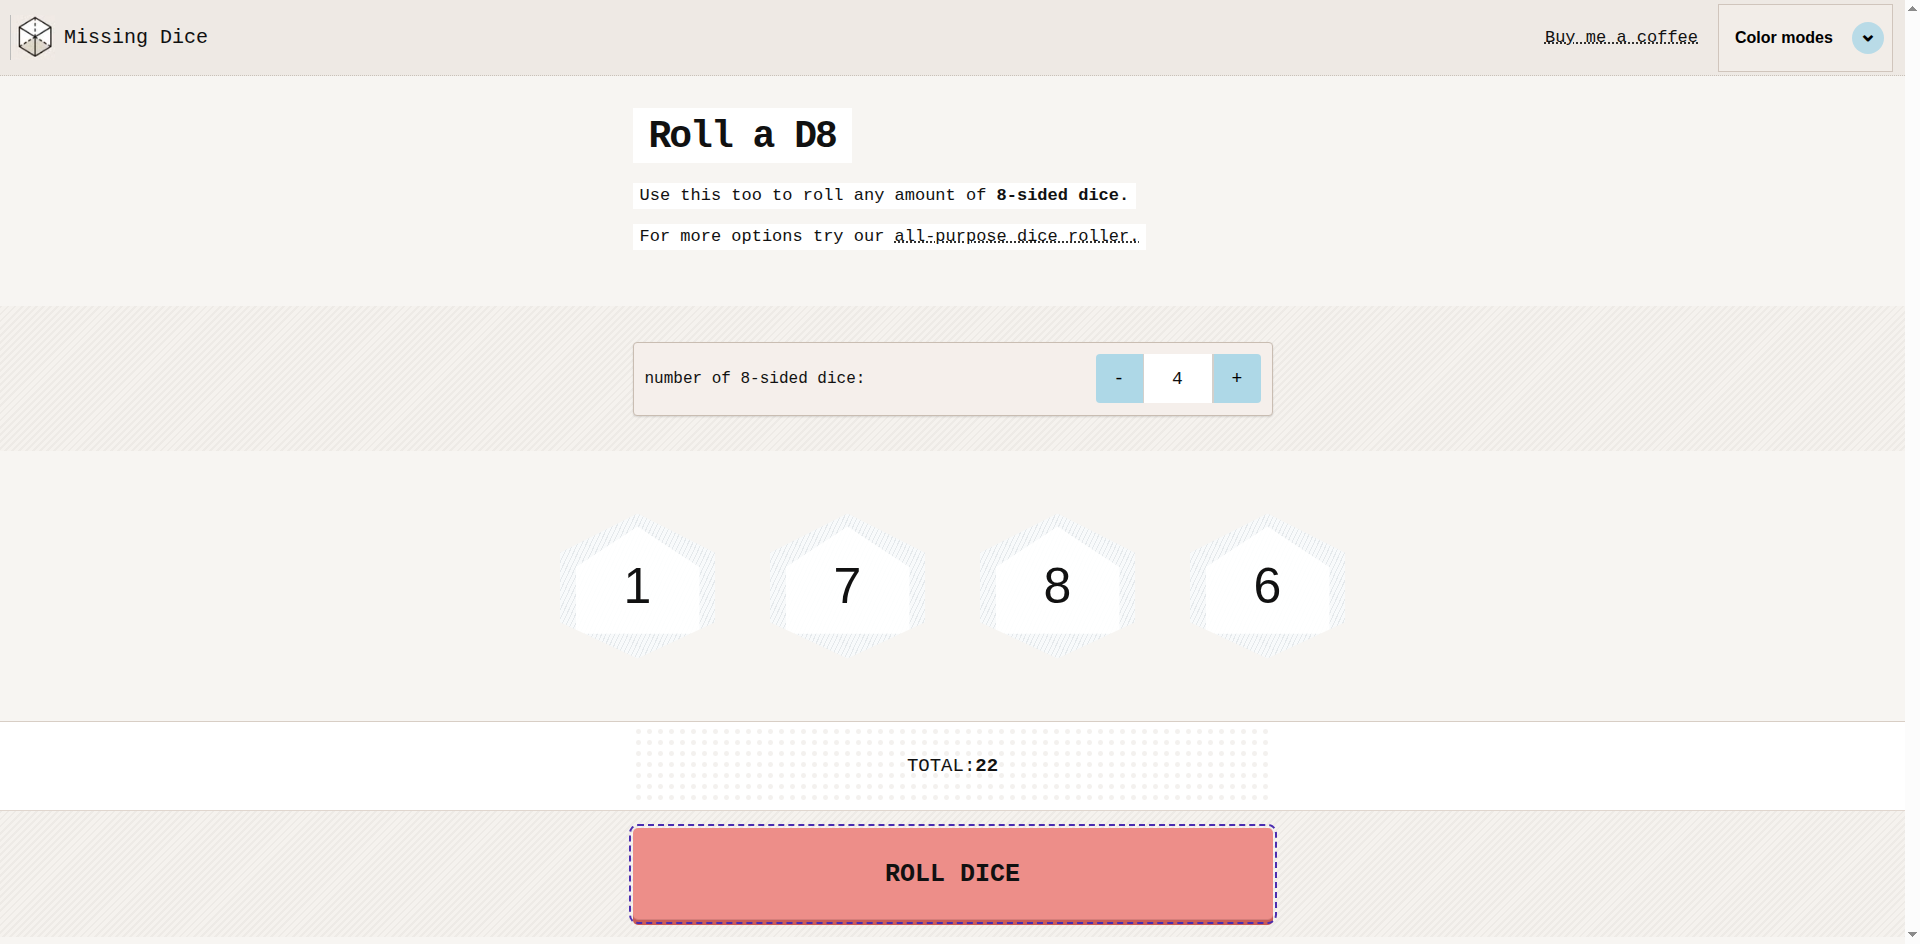 Missing Dice
Buy me a coffee
Color modes
Roll a D8
Use this too to roll any amount of 8-sided dice.
For more options try our all-purpose dice roller.
number of 8-sided dice:
- 4 +
1 7 8 6
TOTAL:22
ROLL DICE